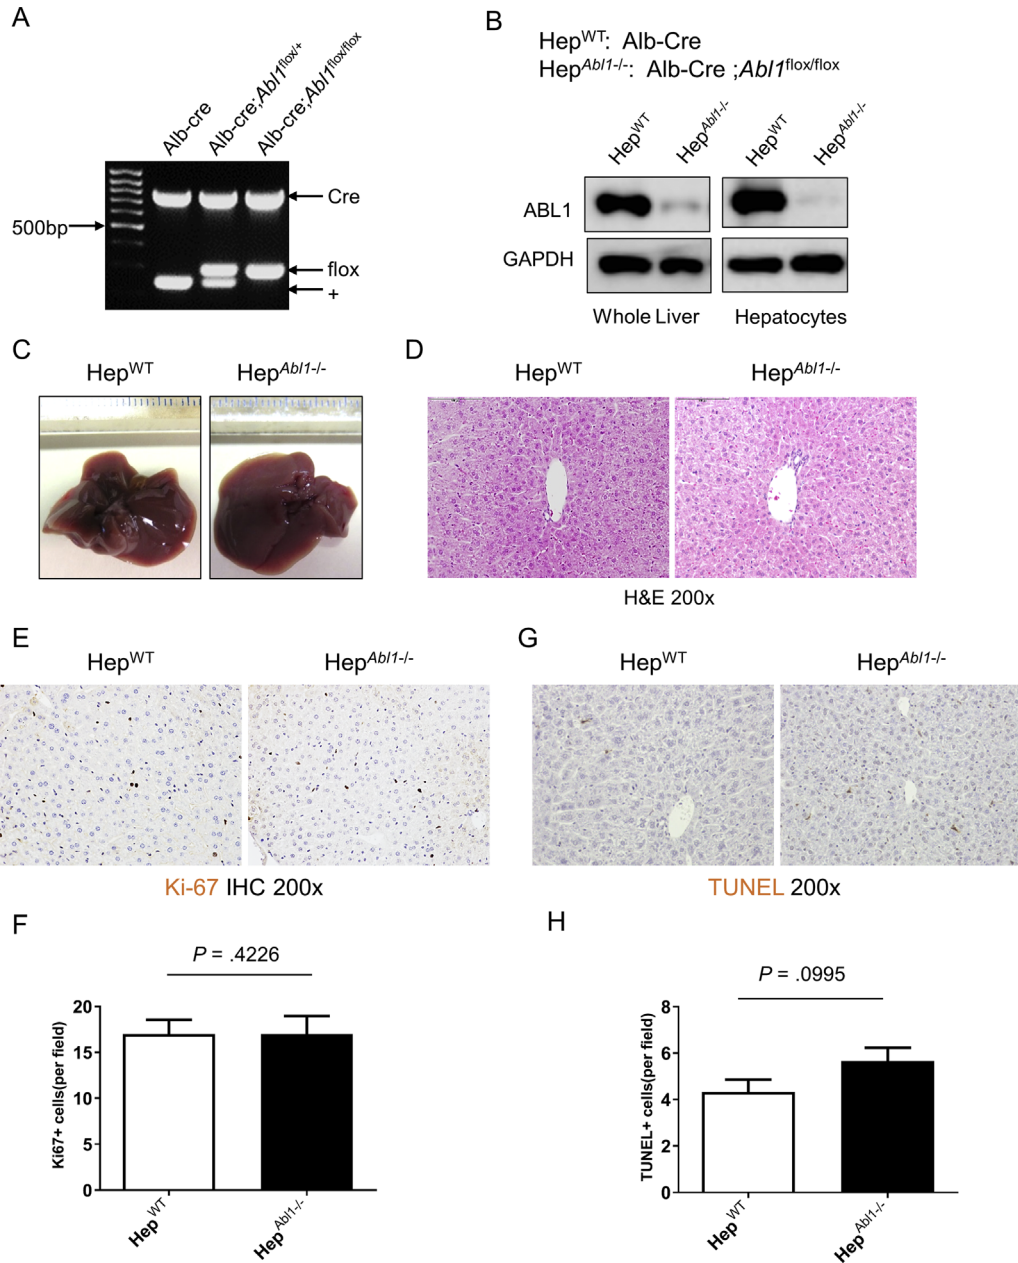 A
Alb-cre
Alb-cre;Abl1flox/+
Alb-cre;Abl1flox/flox
Cre
500bp
flox
+
B
HepWT: Alb-Cre
HepAbl1-/-: Alb-Cre ;Abl1flox/flox
HepWT
HepAbl1-/-
HepWT
HepAbl1-/-
ABL1
GAPDH
Whole Liver
Hepatocytes
C
HepWT
HepAbl1-/-
D
HepWT
HepAbl1-/-
H&E 200x
E
HepWT
HepAbl1-/-
Ki-67 IHC 200x
G
HepWT
HepAbl1-/-
TUNEL 200x
F
P = .4226
Ki67+ cells(per field)
20
15
10
5
0
HepWT
HepAbl1-/-
H
P = .0995
TUNEL+ cells(per field)
8
6
4
2
0
HepWT
HepAbl1-/-